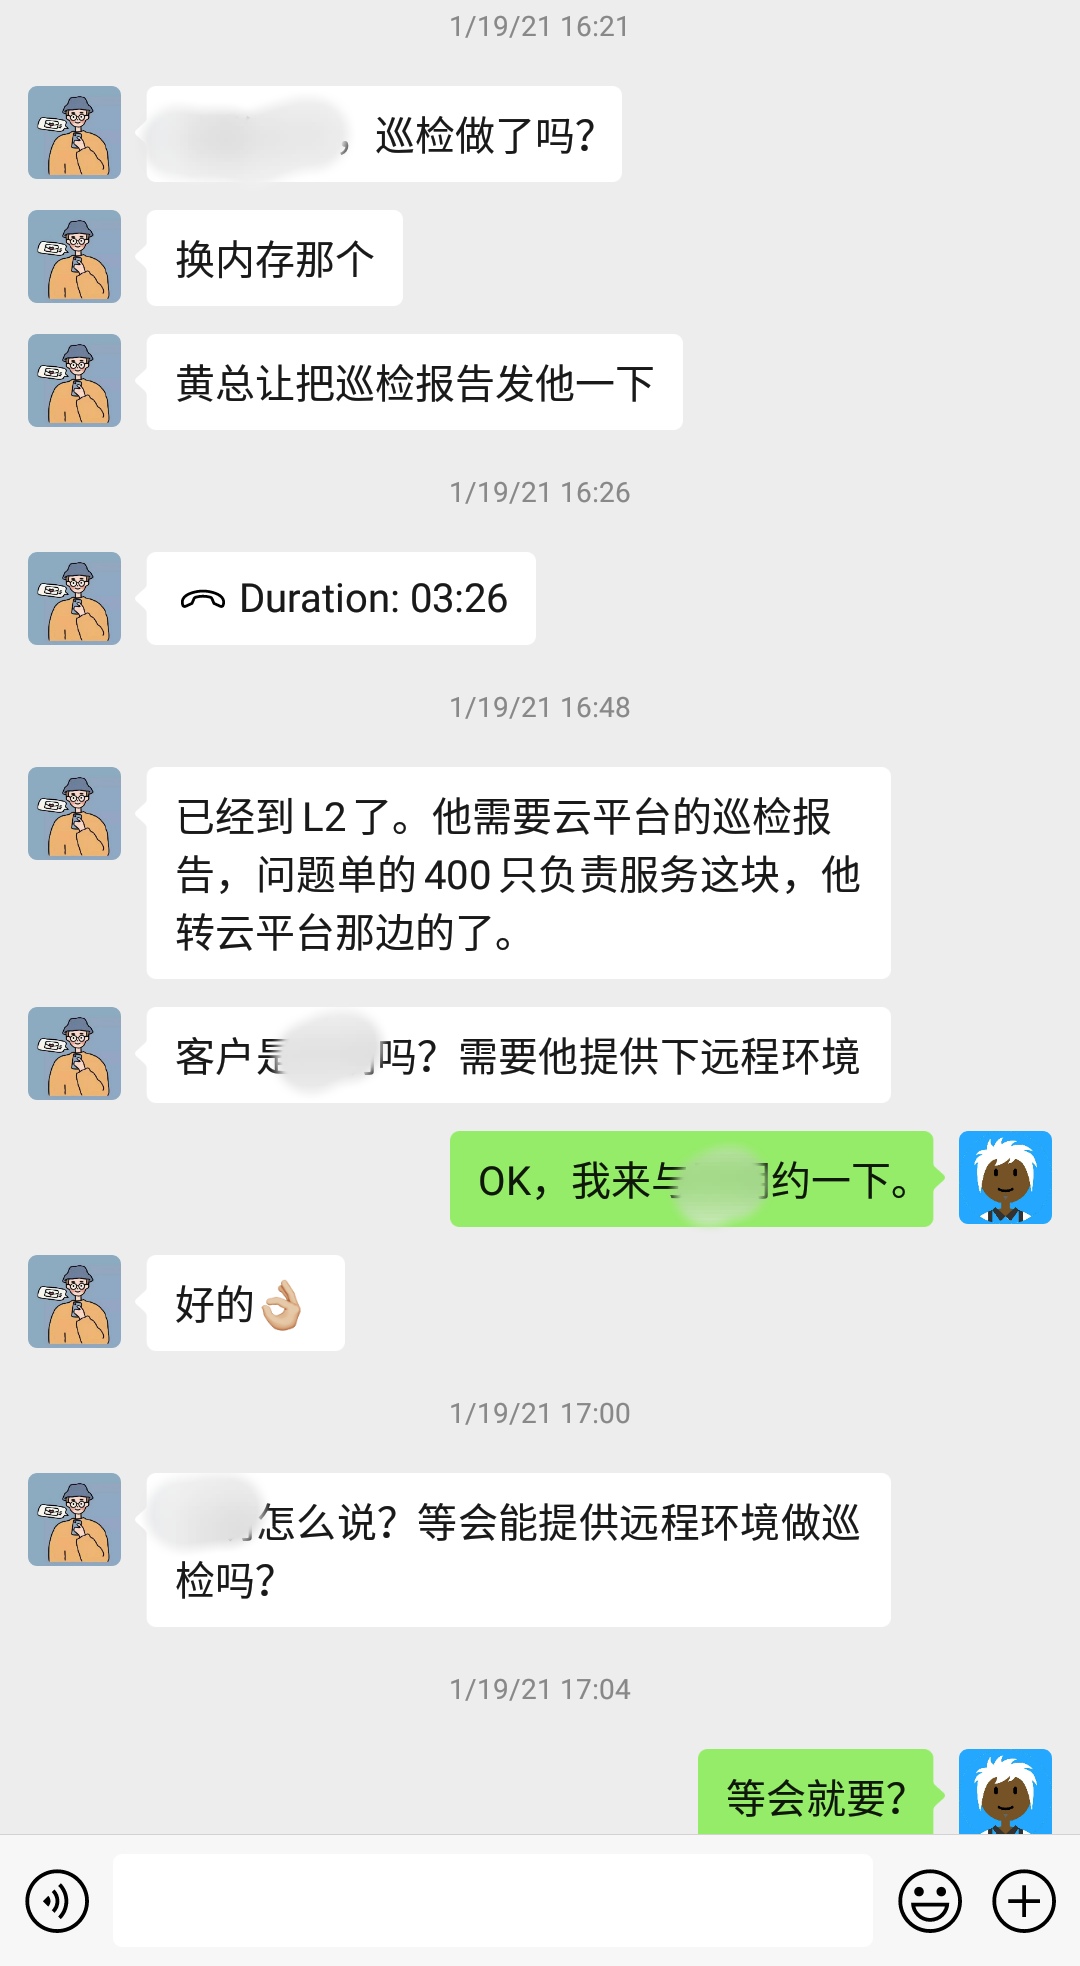 1/19/21 16:21
，巡检做了吗？
换内存那个
黄总让把巡检报告发他一下
1/19/21 16:26
Duration: 03:26
1/19/21 16:48
已经到L2了。他需要云平台的巡检报
告，问题单的400只负责服务这块，他
转云平台那边的了。
客户是吗？需要他提供下远程环境
OK，我来与约一下。
好的👌🏼
1/19/21 17:00
怎么说？等会能提供远程环境做巡
检吗？
1/19/21 17:04
等会就要？